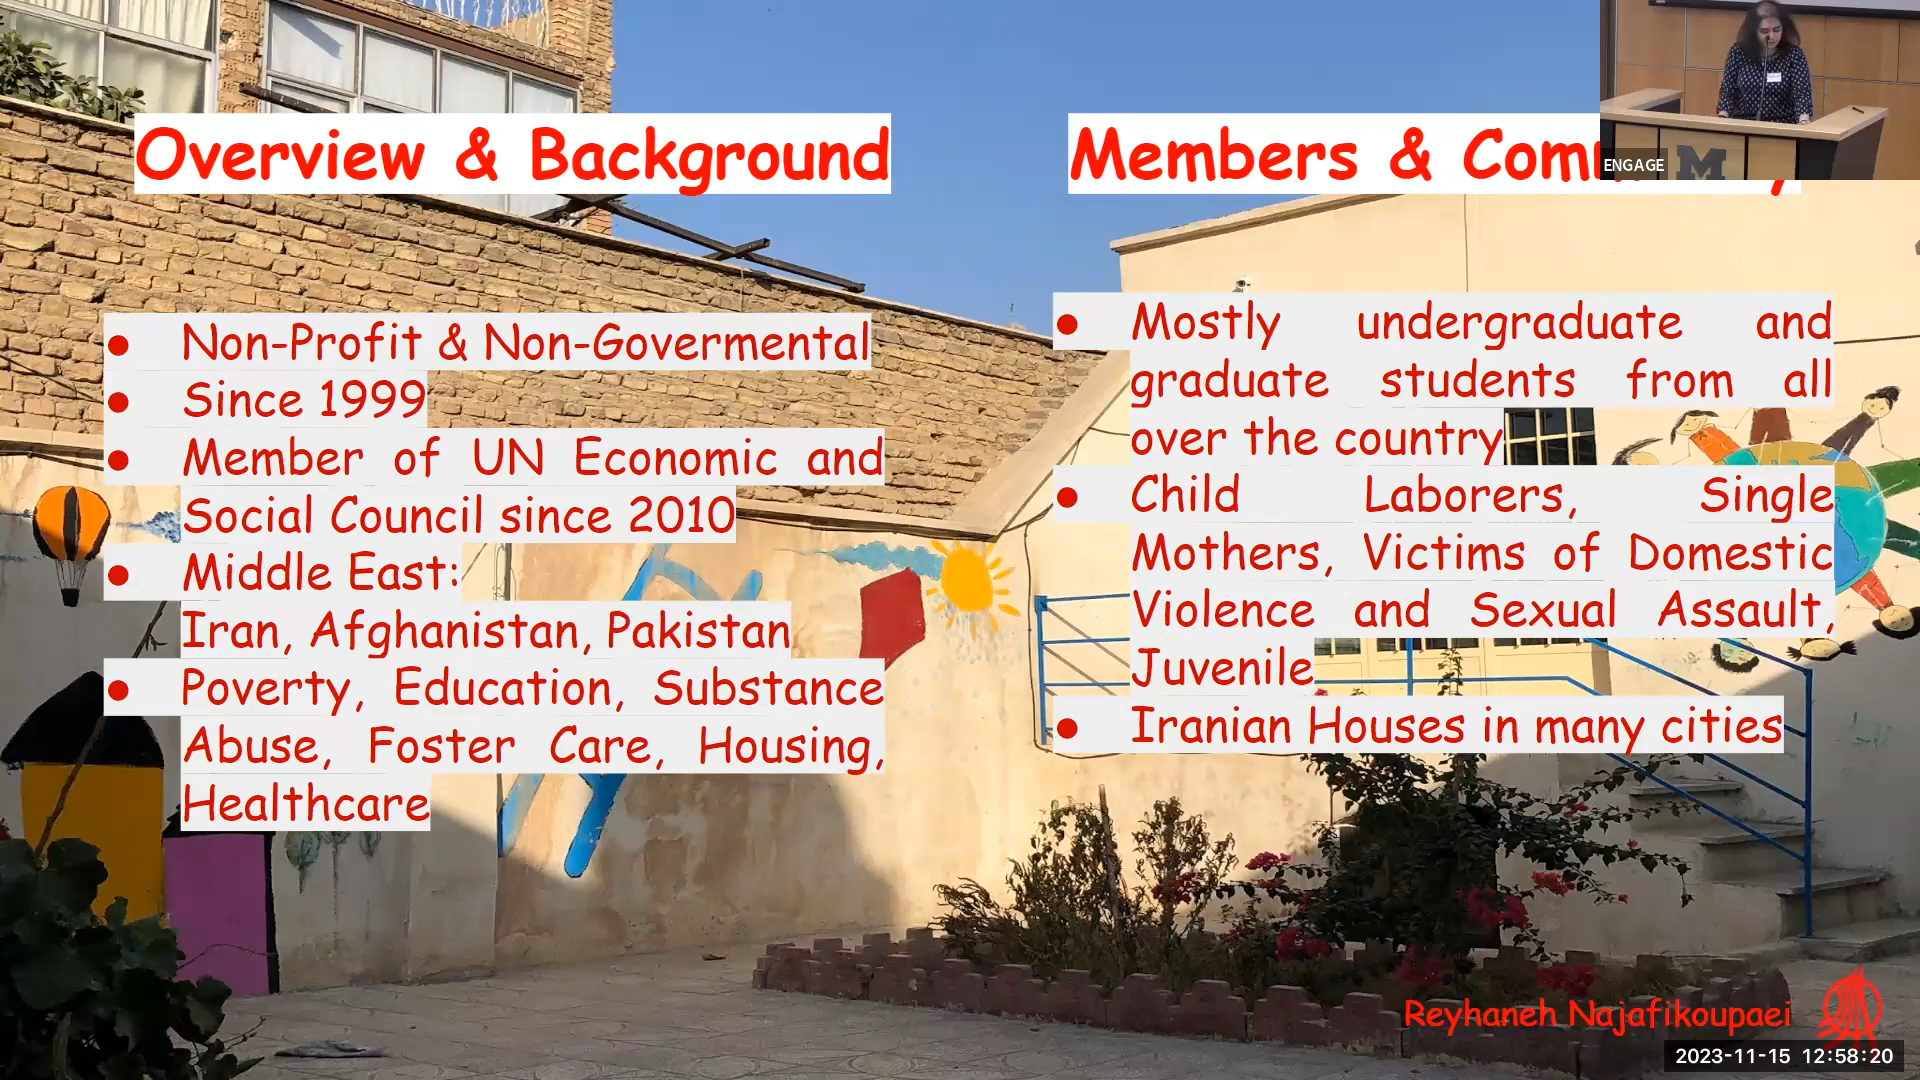 Overview & Background
Non-Profit & Non-Govermental
Since 1999
Member of UN Economic and
Social Council since 2010
Middle East:
Iran, Afghanistan, Pakistan
Poverty, Education, Substance
Abuse, Foster Care, Housing,
Healthcare
Members &
Mostly undergraduate and
graduate students from all
over the country
Child Laborers, Single
Mothers, Victims of Domestic
Violence and Sexual Assault,
Juvenile
Iranian Houses in many cities
ENGAGE
M
Reyhaneh Najafikoupaei
2023-11-15 12:58:20